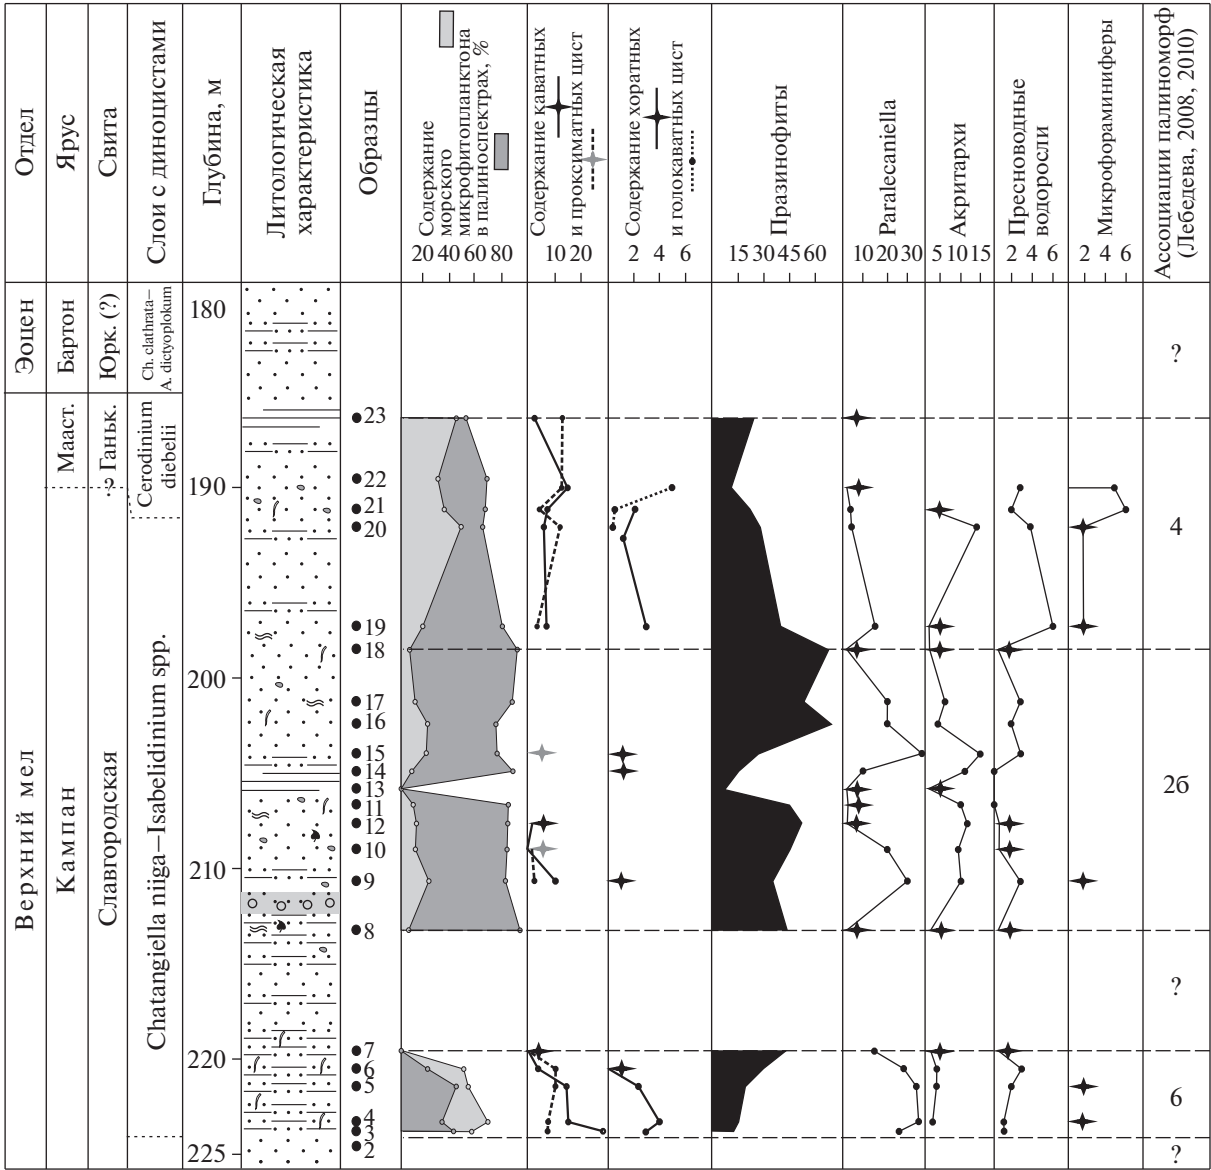 Отдел
Ярус
Свита
Слои с диноцистами
Глубина, м
Литологическая
характеристика
Образцы
Содержание
морского
микрофитопланктона
в палиноспектрах, %
20 40 60 80
Содержание каватных
и проксиматных цист
10 20
Содержание хоратных
и голокаватных цист
2 4 6
Празинофиты
15 30 45 60
Paralecaniella
10 20 30
Акритархи
5 10 15
Пресноводные
водоросли
2 4 6
Микрофораминиферы
2 4 6
Ассоциации палиноморф
(Лебедева, 2008, 2010)
Эоцен
Бартон
Юрк. (?)
Ch. clathrata–
A. dictyoplokum
Верхний мел
Мааст.
Кампан
Ганьк.
?
Славгородская
Cerodinium
diebelii
Chatangiella niiga–Isabelidinium spp.
180
190
200
210
220
225
23
22
21
20
19
18
17
16
15
14
13
11
12
10
9
8
7
6
5
4
3
2
?
4
2б
?
6
?